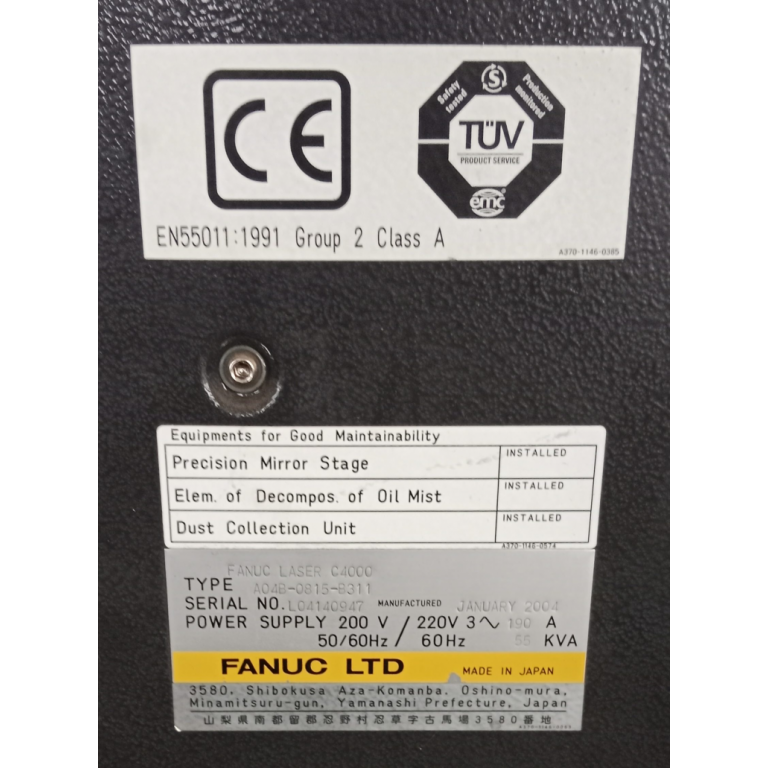 CE
Safety tested
S
Production monitored
TÜV
PRODUCT SERVICE
emc
EN55011:1991 Group 2 Class A
A370-1146-0385
Equipments for Good Maintainability
Precision Mirror Stage INSTALLED
Elem. of Decompos. of Oil Mist INSTALLED
Dust Collection Unit INSTALLED
A370-1146-0574
FANUC LASER C4000
TYPE A04B-0815-B311
SERIAL NO. L04140947 MANUFACTURED JANUARY 2004
POWER SUPPLY 200 V / 220V 3~ 190 A
50/60Hz / 60Hz 55 KVA
FANUC LTD MADE IN JAPAN
3580, Shibokusa Aza-Komanba, Oshino-mura,
Minamitsuru-gun, Yamanashi Prefecture, Japan
山梨県南都留郡忍野村忍草字古馬場3580番地